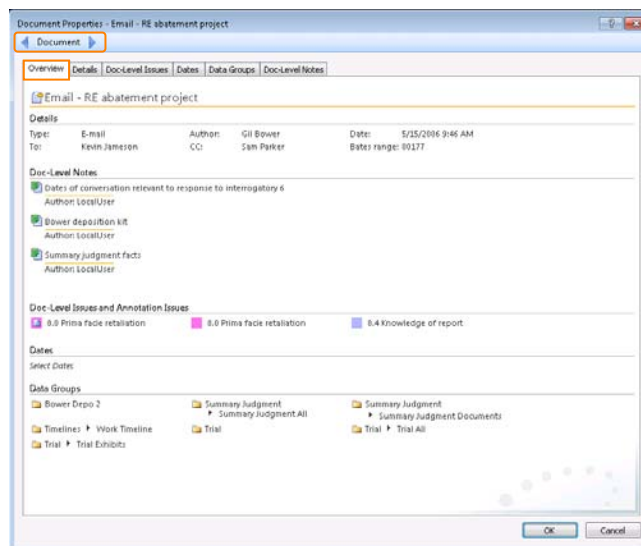 Document Properties - Email - RE abatement project
Document
Overview Details Doc-Level Issues Dates Data Groups Doc-Level Notes
Email - RE abatement project
Details
Type: E-mail Author: Gil Bower Date: 5/15/2006 9:46 AM
To: Kevin Jameson CC: Sam Parker Bates range: 00177
Doc-Level Notes
Dates of conversation relevant to response to interrogatory 6
Author: LocalUser
Bower deposition kit
Author: LocalUser
Summary judgment facts
Author: LocalUser
Doc-Level Issues and Annotation Issues
8.0 Prima facie retaliation 8.0 Prima facie retaliation 8.4 Knowledge of report
Dates
Select Dates
Data Groups
Bower Depo 2 Summary Judgment Summary Judgment
Summary Judgment All Summary Judgment Documents
Timelines Work Timeline Trial Trial Trial All
Trial Trial Exhibits
OK Cancel